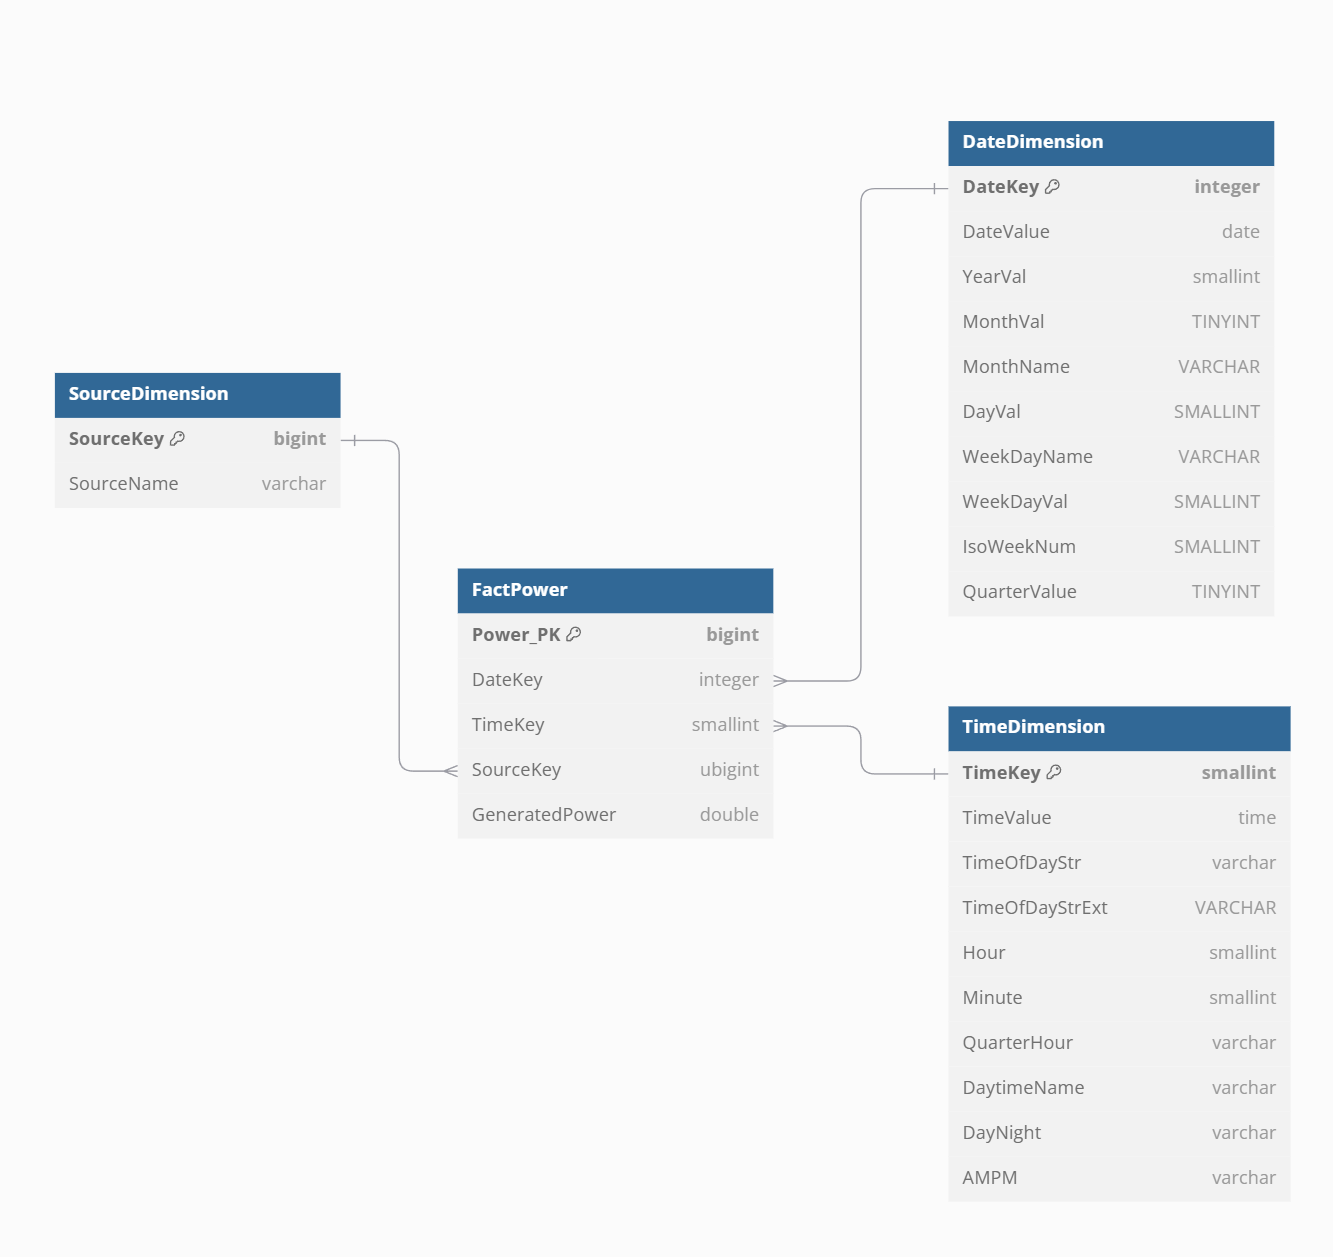 SourceDimension
SourceKey bigint
SourceName varchar
FactPower
Power_PK bigint
DateKey integer
TimeKey smallint
SourceKey ubigint
GeneratedPower double
DateDimension
DateKey integer
DateValue date
YearVal smallint
MonthVal TINYINT
MonthName VARCHAR
DayVal SMALLINT
WeekDayName VARCHAR
WeekDayVal SMALLINT
IsoWeekNum SMALLINT
QuarterValue TINYINT
TimeDimension
TimeKey smallint
TimeValue time
TimeOfDayStr varchar
TimeOfDayStrExt VARCHAR
Hour smallint
Minute smallint
QuarterHour varchar
DaytimeName varchar
DayNight varchar
AMPM varchar